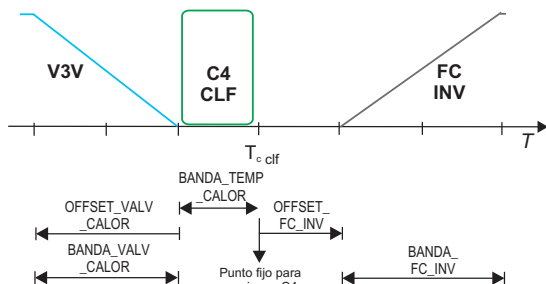 V3V
C4
CLF
FC
INV
T
Tc clf
BANDA_TEMP
_CALOR
OFFSET_VALV
_CALOR
OFFSET_
FC_INV
BANDA_VALV
_CALOR
Punto fijo para
BANDA_
FC_INV